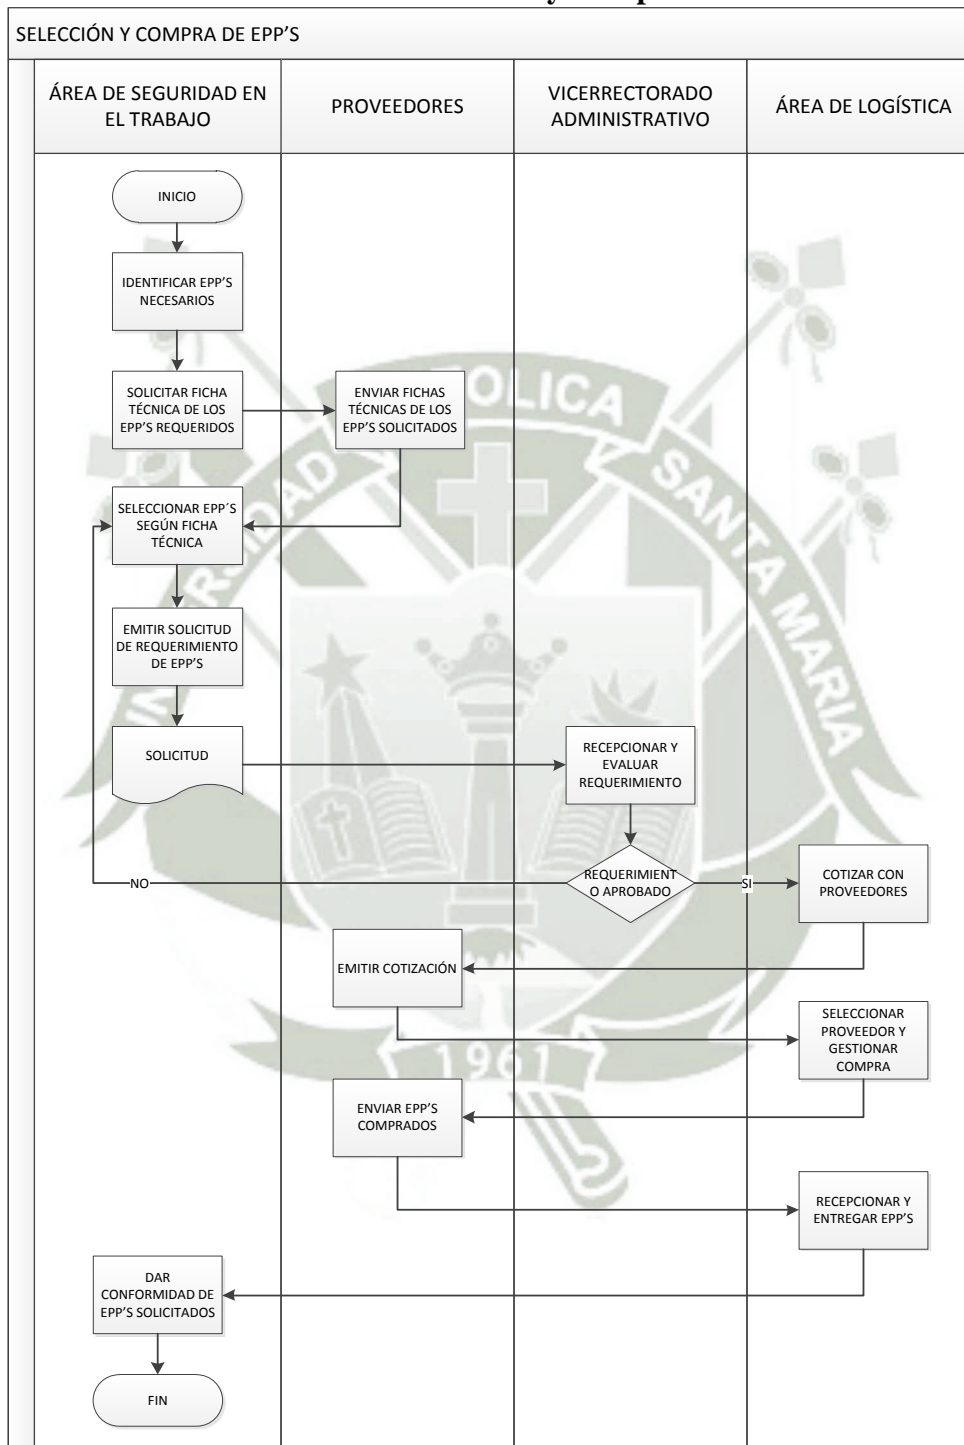 SELECCIÓN Y COMPRA DE EPP'S
ÁREA DE SEGURIDAD EN
EL TRABAJO
PROVEEDORES
VICERRECTORADO
ADMINISTRATIVO
ÁREA DE LOGÍSTICA
INICIO
IDENTIFICAR EPP'S
NECESARIOS
SOLICITAR FICHA
TÉCNICA DE LOS
EPP'S REQUERIDOS
ENVIAR FICHAS
TÉCNICAS DE LOS
EPP'S SOLICITADOS
SELECCIONAR EPP´S
SEGÚN FICHA
TÉCNICA
EMITIR SOLICITUD
DE REQUERIMIENTO
DE EPP'S
SOLICITUD
RECEPCIONAR Y
EVALUAR
REQUERIMIENTO
REQUERIMIENT
O APROBADO
NO
SI
COTIZAR CON
PROVEEDORES
EMITIR COTIZACIÓN
SELECCIONAR
PROVEEDOR Y
GESTIONAR
COMPRA
ENVIAR EPP'S
COMPRADOS
RECEPCIONAR Y
ENTREGAR EPP'S
DAR
CONFORMIDAD DE
EPP'S SOLICITADOS
FIN
SANTA MARIA
1961